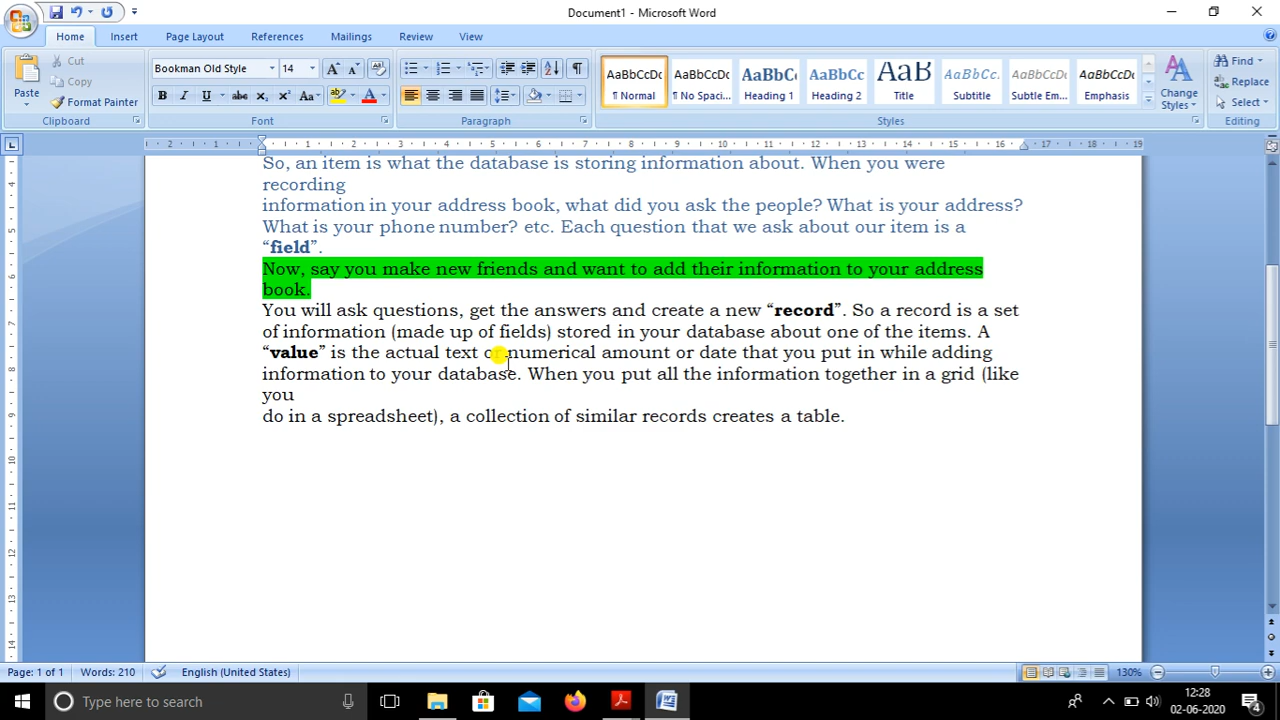 Document1 - Microsoft Word
Home Insert Page Layout References Mailings Review View
Paste
Cut
Copy
Format Painter
Clipboard
Bookman Old Style 14
Font
Paragraph
AaBbCcDc AaBbCcDc AaBbC AaBbCc AaB AaBbCc. AaBbCcDc AaBbCcDc
¶ Normal ¶ No Spaci... Heading 1 Heading 2 Title Subtitle Subtle Em... Emphasis
Change
Styles
Styles
Find
Replace
Select
Editing
So, an item is what the database is storing information about. When you were
recording
information in your address book, what did you ask the people? What is your address?
What is your phone number? etc. Each question that we ask about our item is a
“field”.
Now, say you make new friends and want to add their information to your address
book.
You will ask questions, get the answers and create a new “record”. So a record is a set
of information (made up of fields) stored in your database about one of the items. A
“value” is the actual text or numerical amount or date that you put in while adding
information to your database. When you put all the information together in a grid (like
you
do in a spreadsheet), a collection of similar records creates a table.
Page: 1 of 1 Words: 210 English (United States) 130%
Type here to search
12:28
02-06-2020
4